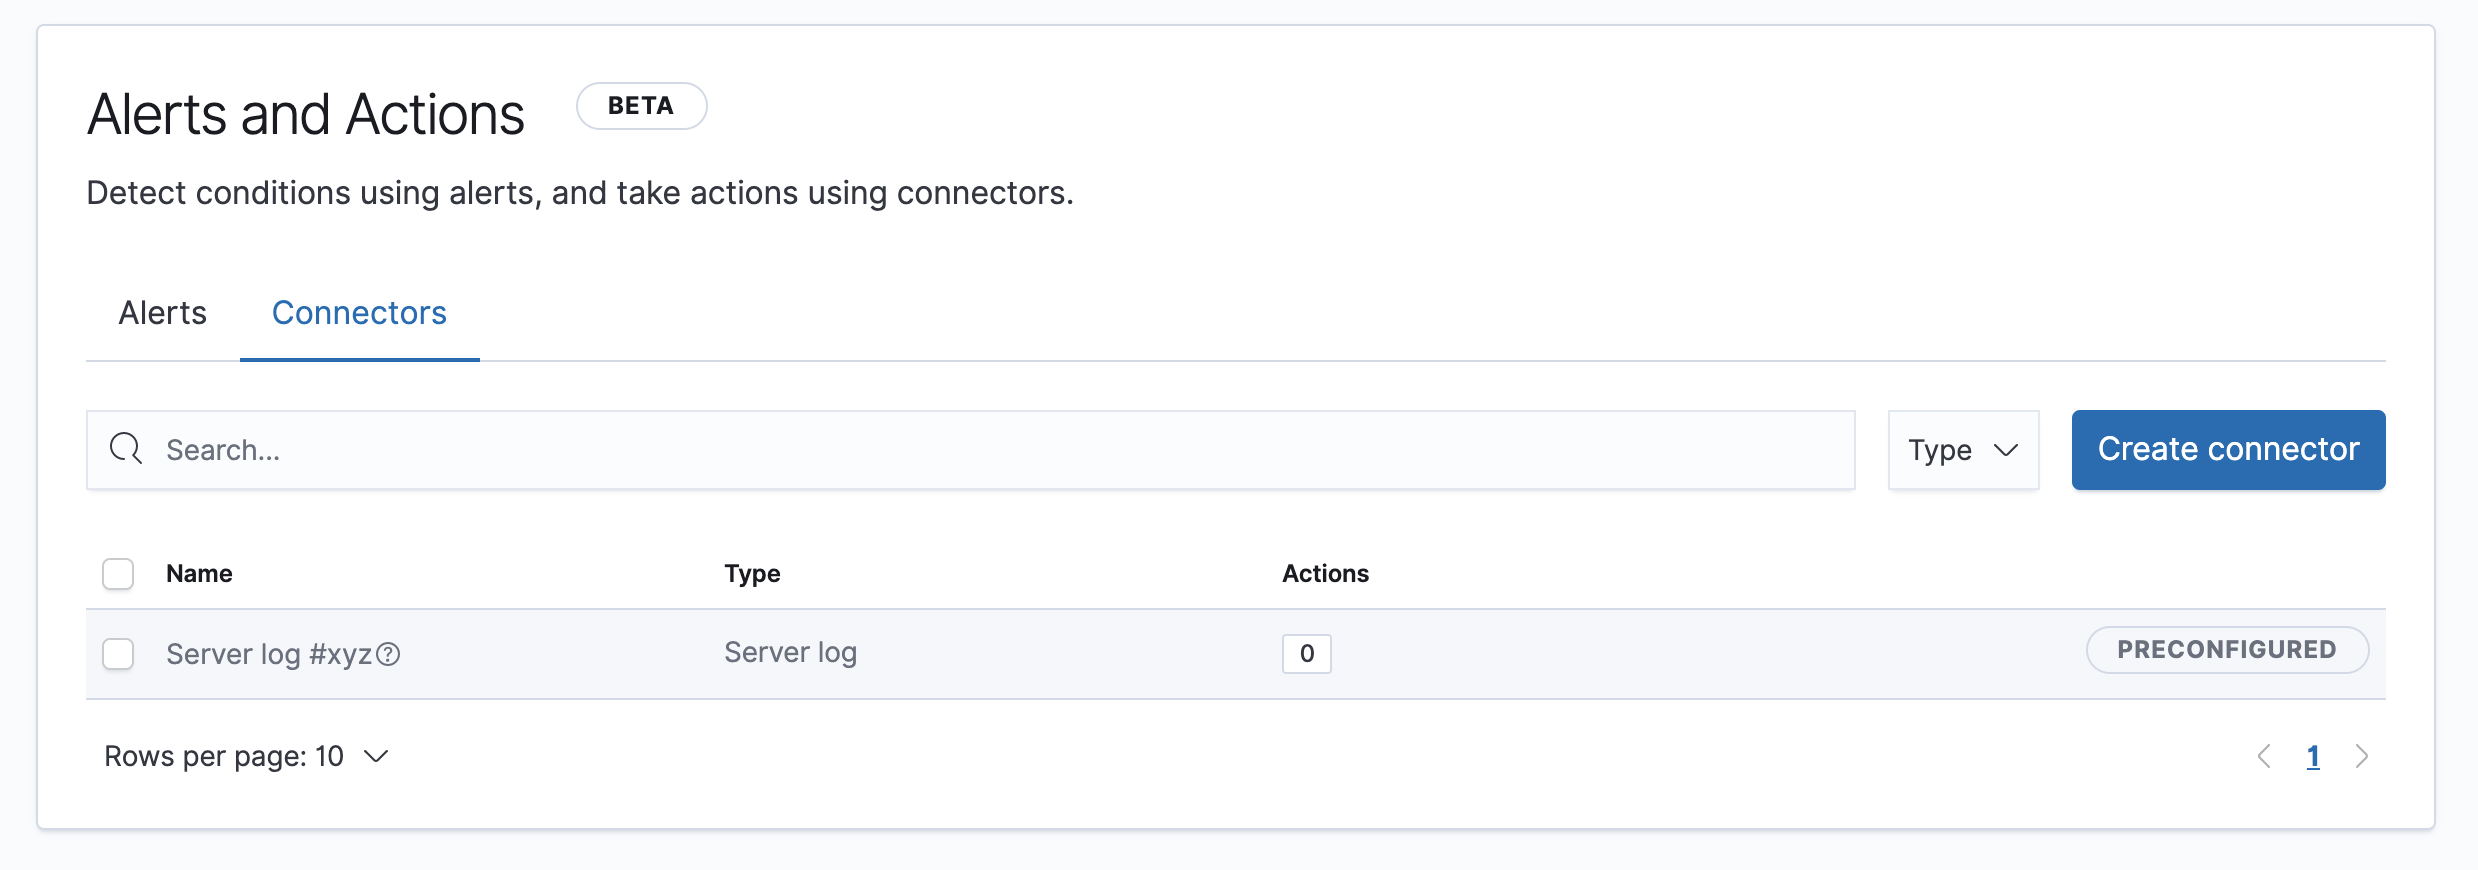 Alerts and Actions BETA
Detect conditions using alerts, and take actions using connectors.
Alerts Connectors
Search... Type Create connector
Name Type Actions
Server log #xyz Server log 0 PRECONFIGURED
Rows per page: 10 1